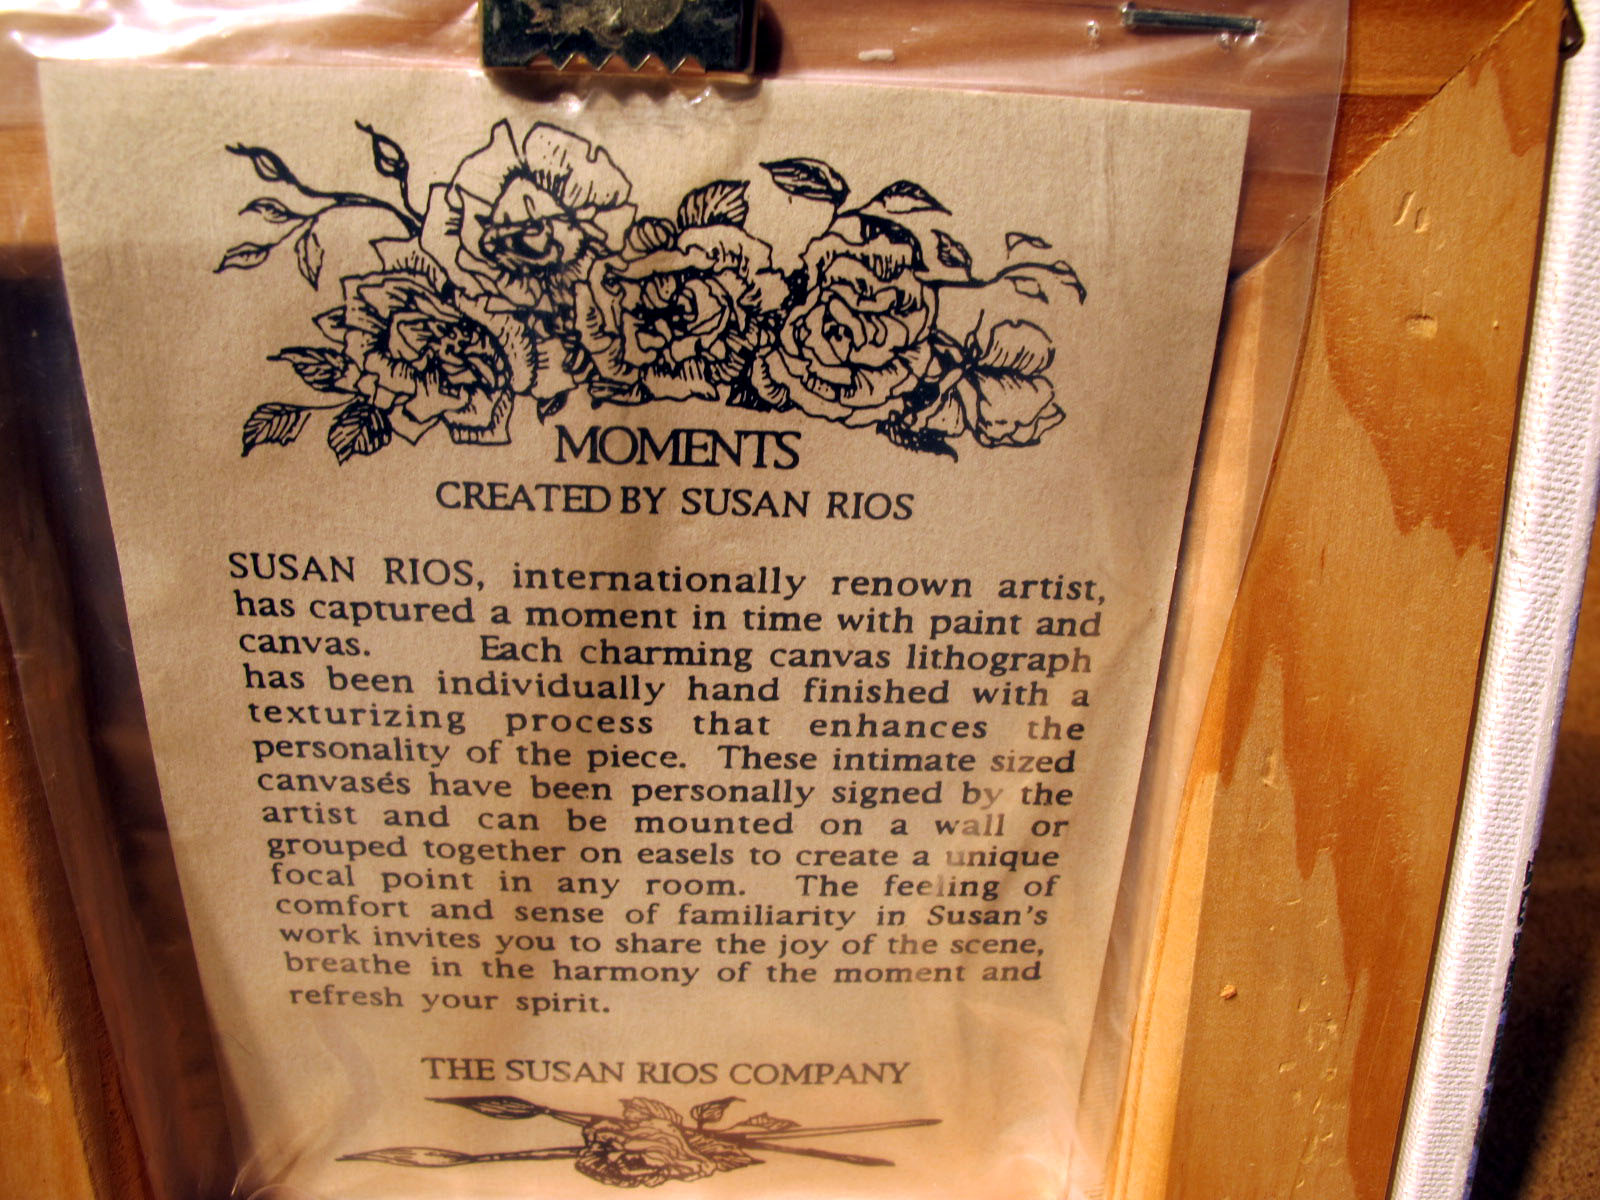 MOMENTS
CREATED BY SUSAN RIOS
SUSAN RIOS, internationally renown artist,
has captured a moment in time with paint and
canvas. Each charming canvas lithograph
has been individually hand finished with a
texturizing process that enhances the
personality of the piece. These intimate sized
canvasés have been personally signed by the
artist and can be mounted on a wall or
grouped together on easels to create a unique
focal point in any room. The feeling of
comfort and sense of familiarity in Susan's
work invites you to share the joy of the scene,
breathe in the harmony of the moment and
refresh your spirit.
THE SUSAN RIOS COMPANY